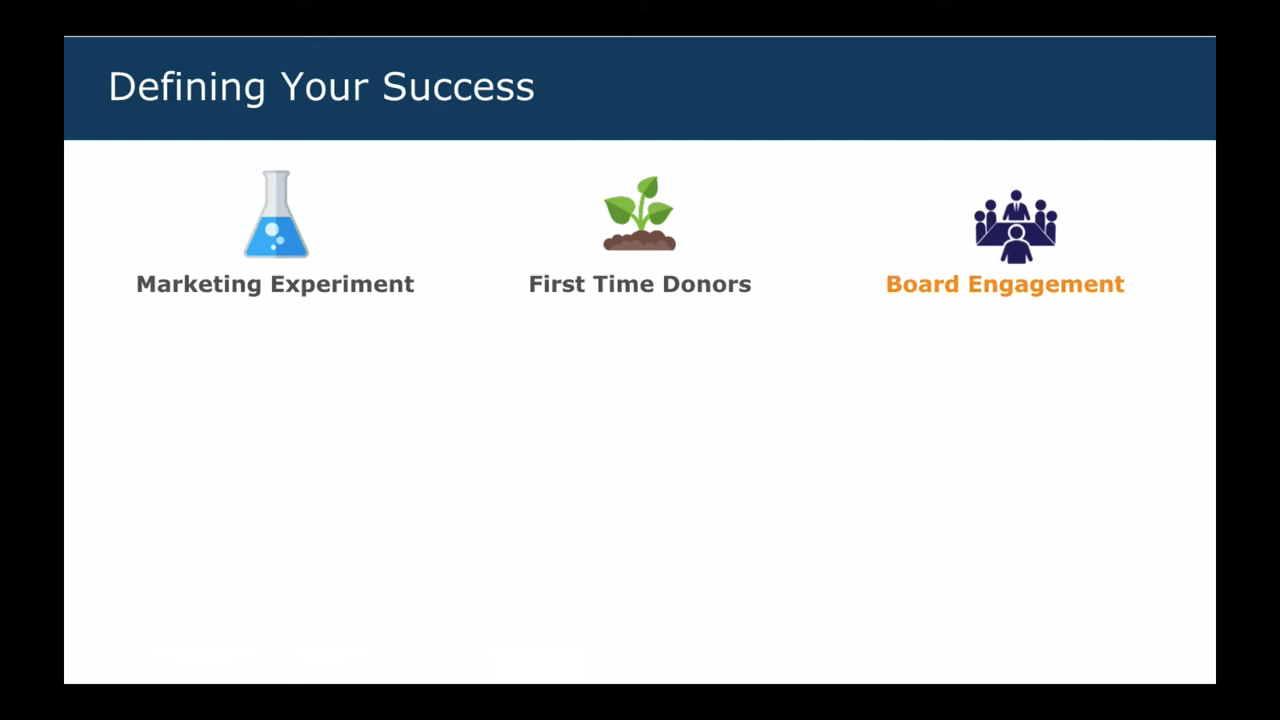 Defining Your Success
Marketing Experiment
First Time Donors
Board Engagement